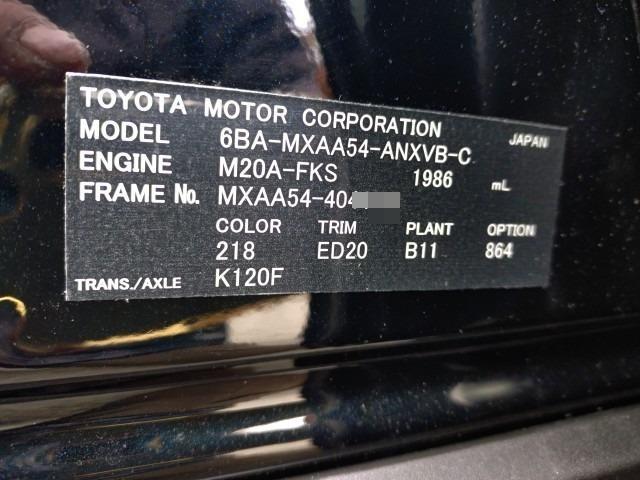 TOYOTA MOTOR CORPORATION JAPAN
MODEL 6BA-MXAA54-ANXVB-C
ENGINE M20A-FKS 1986 mL
FRAME No. MXAA54-404
COLOR TRIM PLANT OPTION
218 ED20 B11 864
TRANS./AXLE K120F